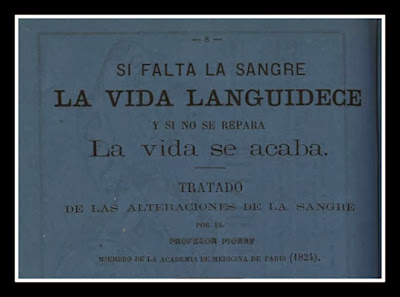 — 8 —
SI FALTA LA SANGRE
LA VIDA LANGUIDECE
Y SI NO SE REPARA
La vida se acaba.
TRATADO
DE LAS ALTERACIONES DE LA SANGRE
POR EL
PROFESOR PIORRY
MIEMBRO DE LA ACADEMIA DE MEDICINA DE PARIS (1824).